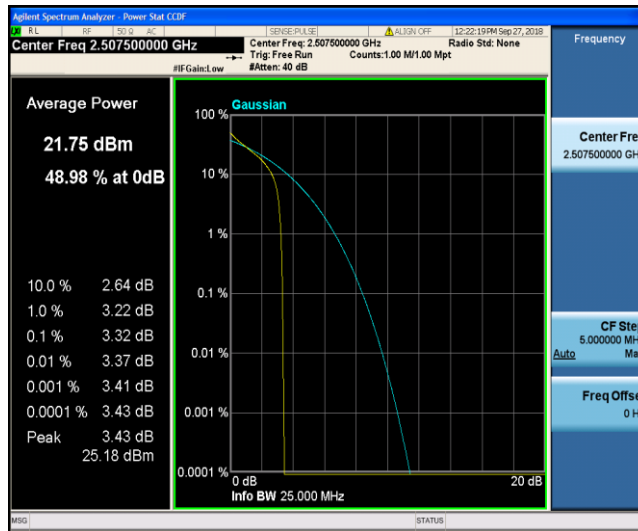 Agilent Spectrum Analyzer - Power Stat CCDF
RL RF 50 Ω AC SENSE:PULSE ALIGN OFF 12:22:19 PM Sep 27, 2018
Center Freq 2.507500000 GHz
Center Freq: 2.507500000 GHz Radio Std: None
Trig: Free Run Counts:1.00 M/1.00 Mpt
#IFGain:Low #Atten: 40 dB
Frequency
Average Power
21.75 dBm
48.98 % at 0dB
10.0 % 2.64 dB
1.0 % 3.22 dB
0.1 % 3.32 dB
0.01 % 3.37 dB
0.001 % 3.41 dB
0.0001 % 3.43 dB
Peak 3.43 dB
25.18 dBm
Gaussian
100 %
10 %
1 %
0.1 %
0.01 %
0.001 %
0.0001 %
0 dB 20 dB
Info BW 25.000 MHz
Center Fre
2.507500000 GH
CF Ste
5.000000 MH
Auto Ma
Freq Offse
0 H
MSG STATUS